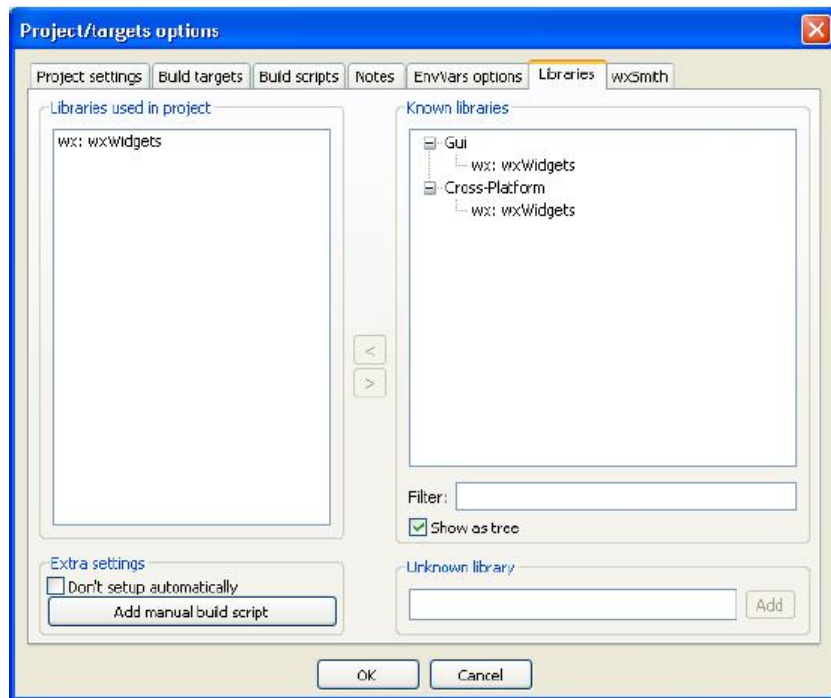 Project/targets options
Project settings Build targets Build scripts Notes EnvVars options Libraries wxSmith
Libraries used in project
wx: wxWidgets
Known libraries
Gui
wx: wxWidgets
Cross-Platform
wx: wxWidgets
<
>
Filter:
Show as tree
Extra settings
Don't setup automatically
Add manual build script
Unknown library
Add
OK Cancel